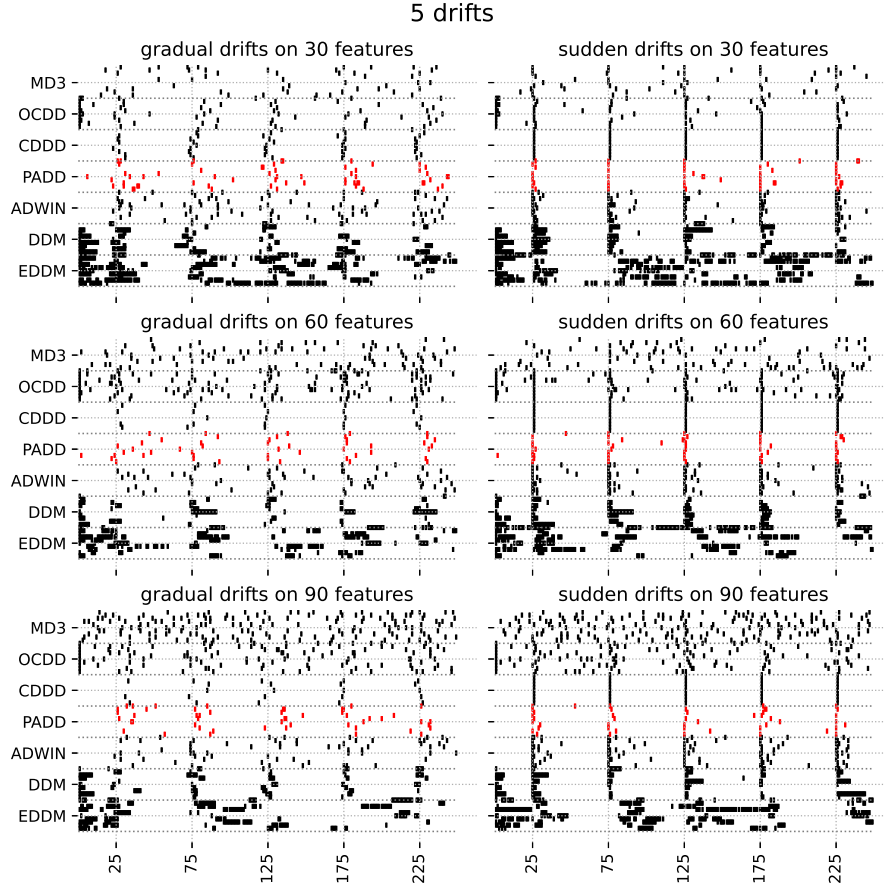 5 drifts
gradual drifts on 30 features
sudden drifts on 30 features
MD3
OCDD
CDDD
PADD
ADWIN
DDM
EDDM
gradual drifts on 60 features
sudden drifts on 60 features
MD3
OCDD
CDDD
PADD
ADWIN
DDM
EDDM
gradual drifts on 90 features
sudden drifts on 90 features
MD3
OCDD
CDDD
PADD
ADWIN
DDM
EDDM
25 75 125 175 225
25 75 125 175 225